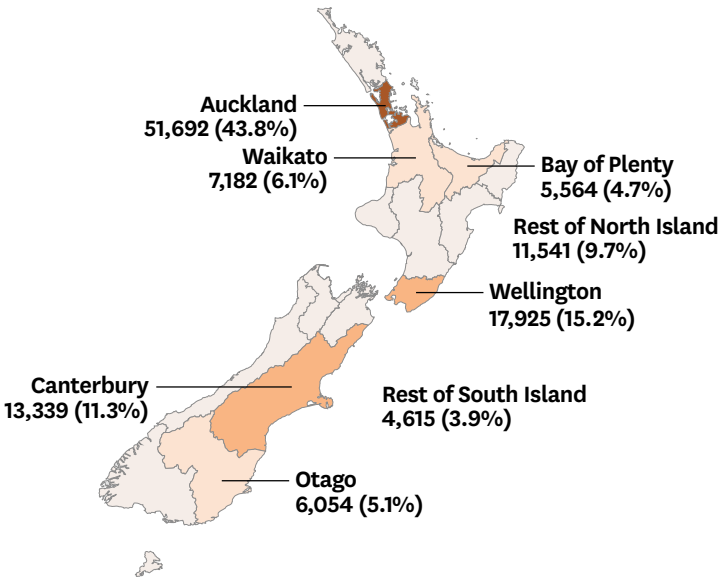 Auckland
51,692 (43.8%)
Waikato
7,182 (6.1%)
Bay of Plenty
5,564 (4.7%)
Rest of North Island
11,541 (9.7%)
Wellington
17,925 (15.2%)
Canterbury
13,339 (11.3%)
Rest of South Island
4,615 (3.9%)
Otago
6,054 (5.1%)